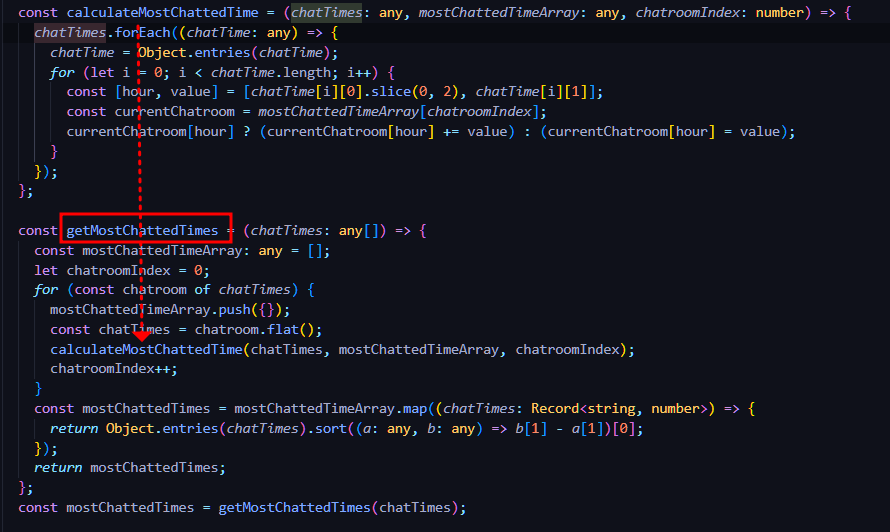 const calculateMostChattedTime = (chatTimes: any, mostChattedTimeArray: any, chatroomIndex: number) => {
  chatTimes.forEach((chatTime: any) => {
    chatTime = Object.entries(chatTime);
    for (let i = 0; i < chatTime.length; i++) {
      const [hour, value] = [chatTime[i][0].slice(0, 2), chatTime[i][1]];
      const currentChatroom = mostChattedTimeArray[chatroomIndex];
      currentChatroom[hour] ? (currentChatroom[hour] += value) : (currentChatroom[hour] = value);
    }
  });
};
const getMostChattedTimes = (chatTimes: any[]) => {
  const mostChattedTimeArray: any = [];
  let chatroomIndex = 0;
  for (const chatroom of chatTimes) {
    mostChattedTimeArray.push({});
    const chatTimes = chatroom.flat();
    calculateMostChattedTime(chatTimes, mostChattedTimeArray, chatroomIndex);
    chatroomIndex++;
  }
  const mostChattedTimes = mostChattedTimeArray.map((chatTimes: Record<string, number>) => {
    return Object.entries(chatTimes).sort((a: any, b: any) => b[1] - a[1])[0];
  });
  return mostChattedTimes;
};
const mostChattedTimes = getMostChattedTimes(chatTimes);